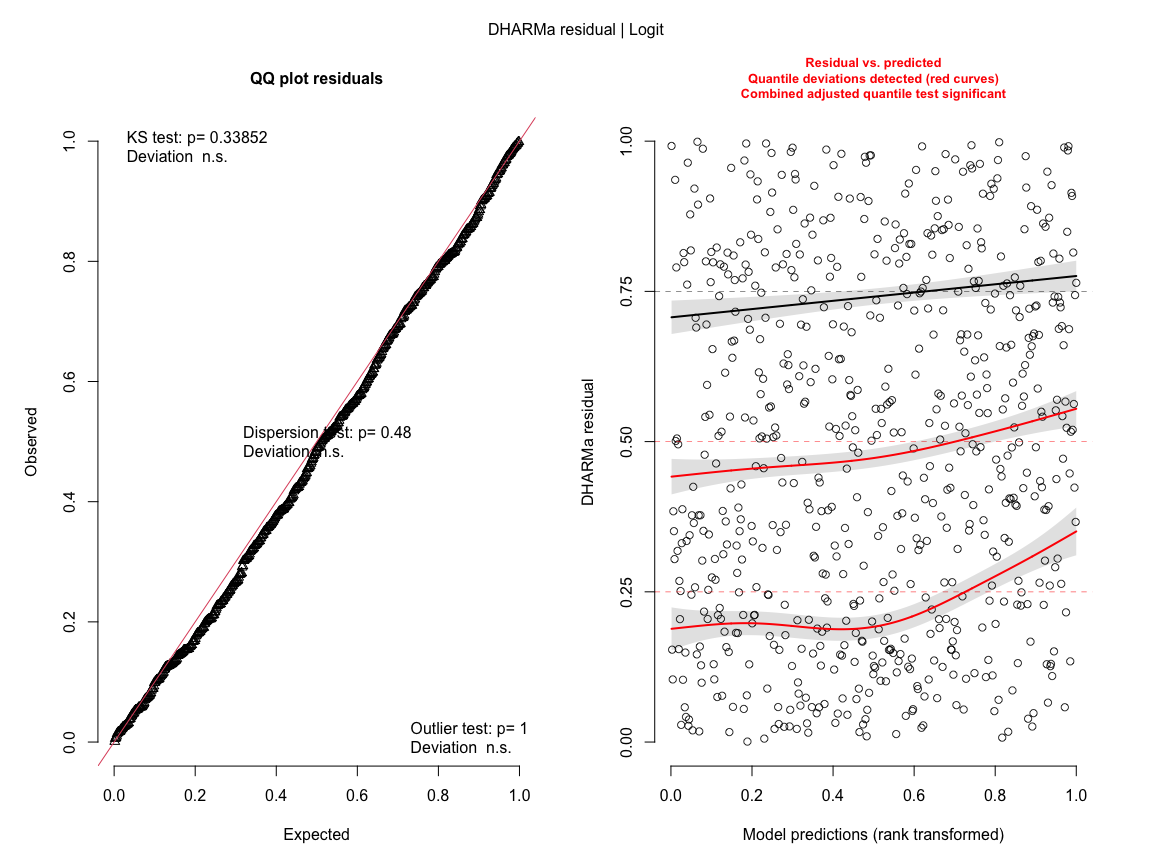 DHARMa residual | Logit
QQ plot residuals
KS test: p= 0.33852
Deviation n.s.
Dispersion test: p= 0.48
Deviation n.s.
Outlier test: p= 1
Deviation n.s.
Observed
0.0 0.2 0.4 0.6 0.8 1.0
0.0 0.2 0.4 0.6 0.8 1.0
Expected
Residual vs. predicted
Quantile deviations detected (red curves)
Combined adjusted quantile test significant
DHARMa residual
0.00 0.25 0.50 0.75 1.00
0.0 0.2 0.4 0.6 0.8 1.0
Model predictions (rank transformed)